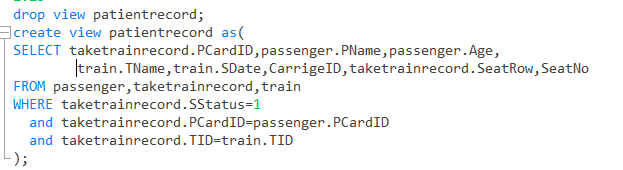 drop view patientrecord;
create view patientrecord as(
SELECT taketrainrecord.PCardID,passenger.PName,passenger.Age,
train.TName,train.SDate,CarrigeID,taketrainrecord.SeatRow,SeatNo
FROM passenger,taketrainrecord,train
WHERE taketrainrecord.SStatus=1
and taketrainrecord.PCardID=passenger.PCardID
and taketrainrecord.TID=train.TID
);